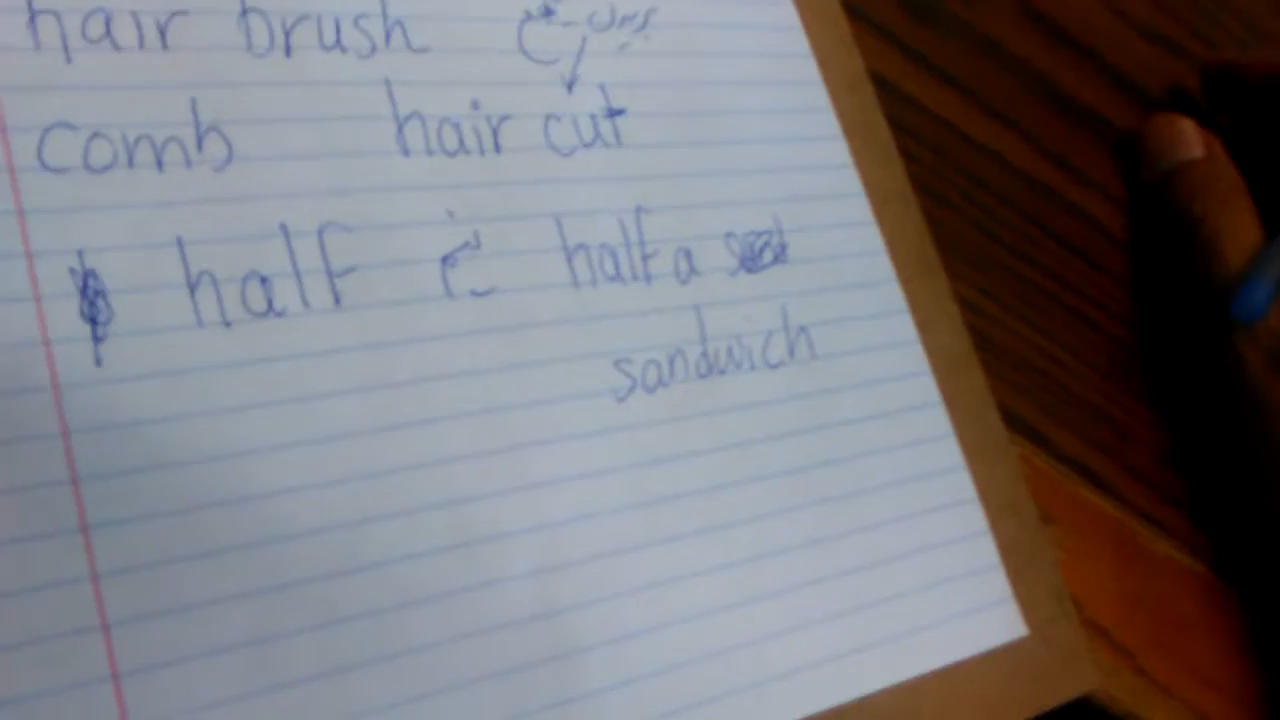 hair brush
comb hair cut
half half a
sandwich